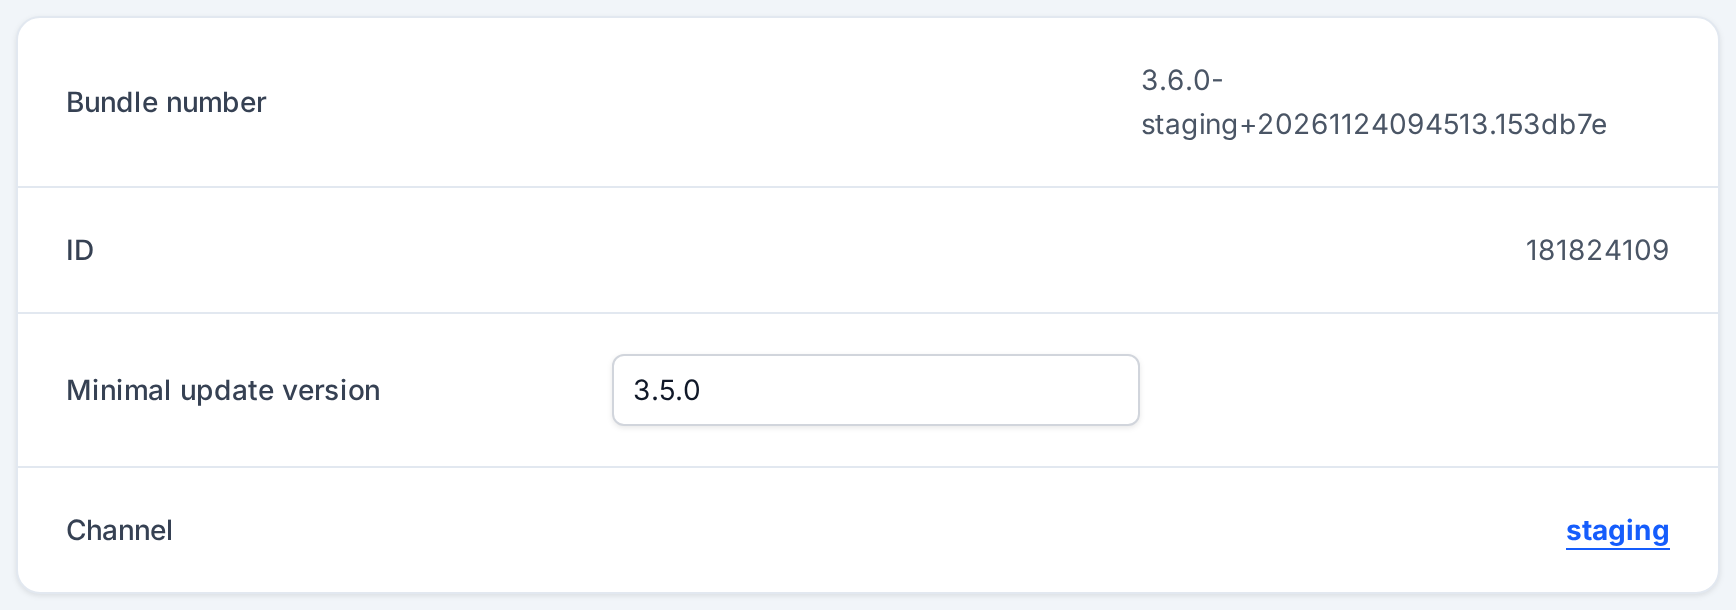 Bundle number
3.6.0-
staging+20261124094513.153db7e
ID
181824109
Minimal update version
3.5.0
Channel
staging